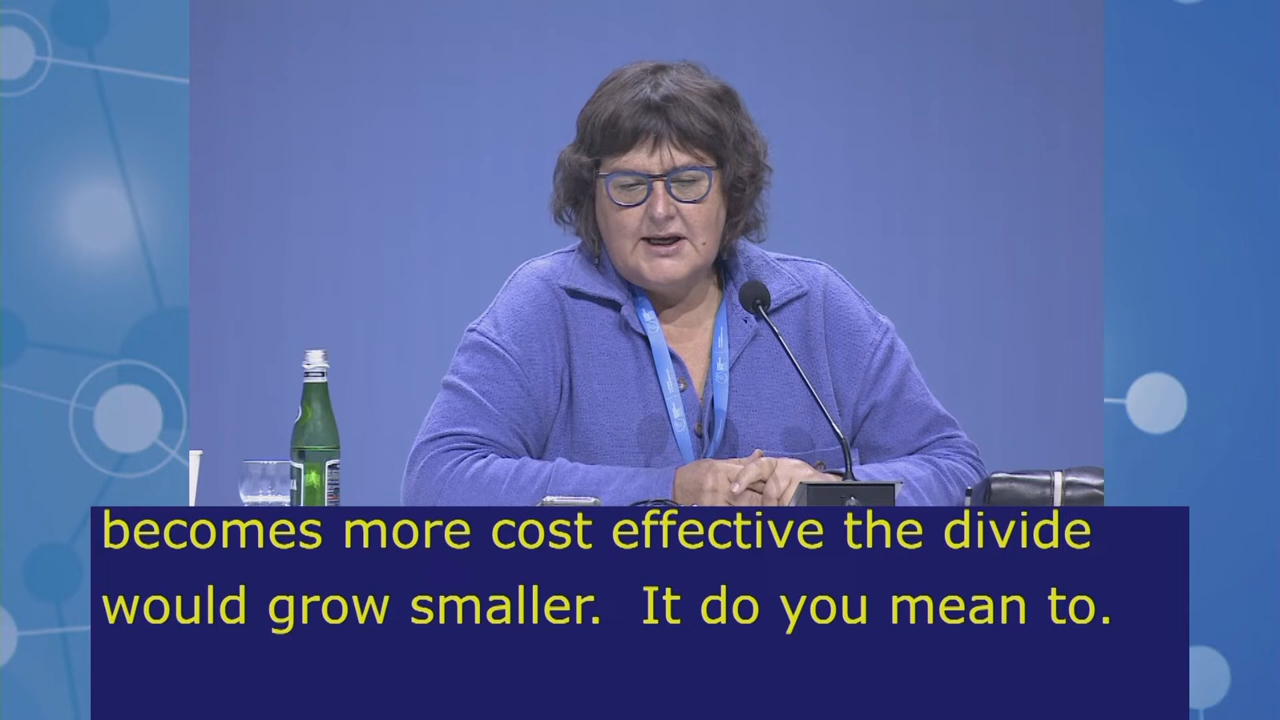 becomes more cost effective the divide
would grow smaller.  It do you mean to.